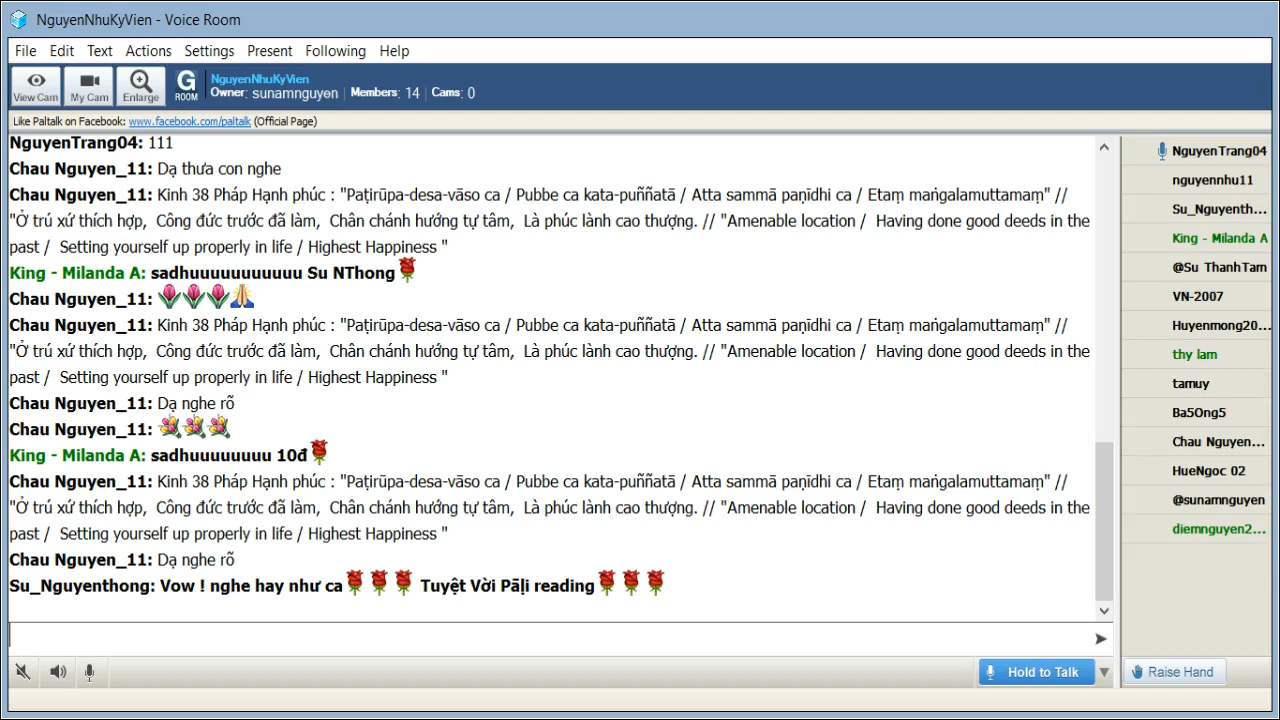 NguyenNhuKyVien - Voice Room
File Edit Text Actions Settings Present Following Help
View Cam My Cam Enlarge G ROOM
NguyenNhuKyVien
Owner: sunamnguyen Members: 14 Cams: 0
Like Paltalk on Facebook: www.facebook.com/paltalk (Official Page)
NguyenTrang04: 111
Chau Nguyen_11: Dạ thưa con nghe
Chau Nguyen_11: Kinh 38 Pháp Hạnh phúc : "Paṭirūpa-desa-vāso ca / Pubbe ca kata-puññatā / Atta sammā paṇīdhi ca / Etaṃ maṅgalamuttamaṃ" //
"Ở trú xứ thích hợp, Công đức trước đã làm, Chân chánh hướng tự tâm, Là phúc lành cao thượng. // "Amenable location / Having done good deeds in the
past / Setting yourself up properly in life / Highest Happiness "
King - Milanda A: sadhuuuuuuuuuuu Su NThong
Chau Nguyen_11:
Chau Nguyen_11: Kinh 38 Pháp Hạnh phúc : "Paṭirūpa-desa-vāso ca / Pubbe ca kata-puññatā / Atta sammā paṇīdhi ca / Etaṃ maṅgalamuttamaṃ" //
"Ở trú xứ thích hợp, Công đức trước đã làm, Chân chánh hướng tự tâm, Là phúc lành cao thượng. // "Amenable location / Having done good deeds in the
past / Setting yourself up properly in life / Highest Happiness "
Chau Nguyen_11: Dạ nghe rõ
Chau Nguyen_11:
King - Milanda A: sadhuuuuuuuuu 10đ
Chau Nguyen_11: Kinh 38 Pháp Hạnh phúc : "Paṭirūpa-desa-vāso ca / Pubbe ca kata-puññatā / Atta sammā paṇīdhi ca / Etaṃ maṅgalamuttamaṃ" //
"Ở trú xứ thích hợp, Công đức trước đã làm, Chân chánh hướng tự tâm, Là phúc lành cao thượng. // "Amenable location / Having done good deeds in the
past / Setting yourself up properly in life / Highest Happiness "
Chau Nguyen_11: Dạ nghe rõ
Su_Nguyenthong: Vow ! nghe hay như ca Tuyệt Vời Pāḷi reading
NguyenTrang04
nguyennhu11
Su_Nguyenth...
King - Milanda A
@Su ThanhTam
VN-2007
Huyenmong20...
thy lam
tamuy
Ba5Ong5
Chau Nguyen...
HueNgoc 02
@sunamnguyen
diemnguyen2...
Hold to Talk
Raise Hand